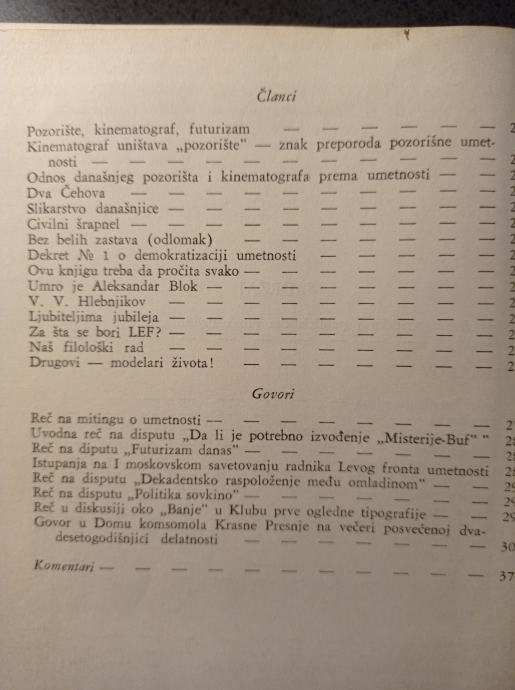 Članci
Pozorište, kinematograf, futurizam — — — — — — 2
Kinematograf uništava „pozorište" — znak preporoda pozorišne umet-
nosti — — — — — — — — — — — 2
Odnos današnjeg pozorišta i kinematografa prema umetnosti — — — 2
Dva Čehova — — — — — — — — — — 2
Slikarstvo današnjice — — — — — — — — — 2
Civilni šrapnel — — — — — — — — — — 2
Bez belih zastava (odlomak) — — — — — — — — 2
Dekret № 1 o demokratizaciji umetnosti — — — — — — 2
Ovu knjigu treba da pročita svako — — — — — — — 2
Umro je Aleksandar Blok — — — — — — — — 2
V. V. Hlebnjikov — — — — — — — — — — 2
Ljubiteljima jubileja — — — — — — — — — 2
Za šta se bori LEF? — — — — — — — — — 2
Naš filološki rad — — — — — — — — — 2
Drugovi — modelari života! — — — — — — — — 2
Govori
Reč na mitingu o umetnosti — — — — — — — — 2
Uvodna reč na disputu „Da li je potrebno izvođenje „Misterije-Buf" " 28
Reč na diputu „Futurizam danas" — — — — — — — 28
Istupanja na I moskovskom savetovanju radnika Levog fronta umetnosti 28
Reč na disputu „Dekadentsko raspoloženje među omladinom" — — 29
Reč na disputu „Politika sovkino" — — — — — — — 29
Reč u diskusiji oko „Banje" u Klubu prve ogledne tipografije — — 29
Govor u Domu komsomola Krasne Presnje na večeri posvećenoj dva-
desetogodišnjici delatnosti — — — — — — — 30
Komentari — — — — — — — — — — 37